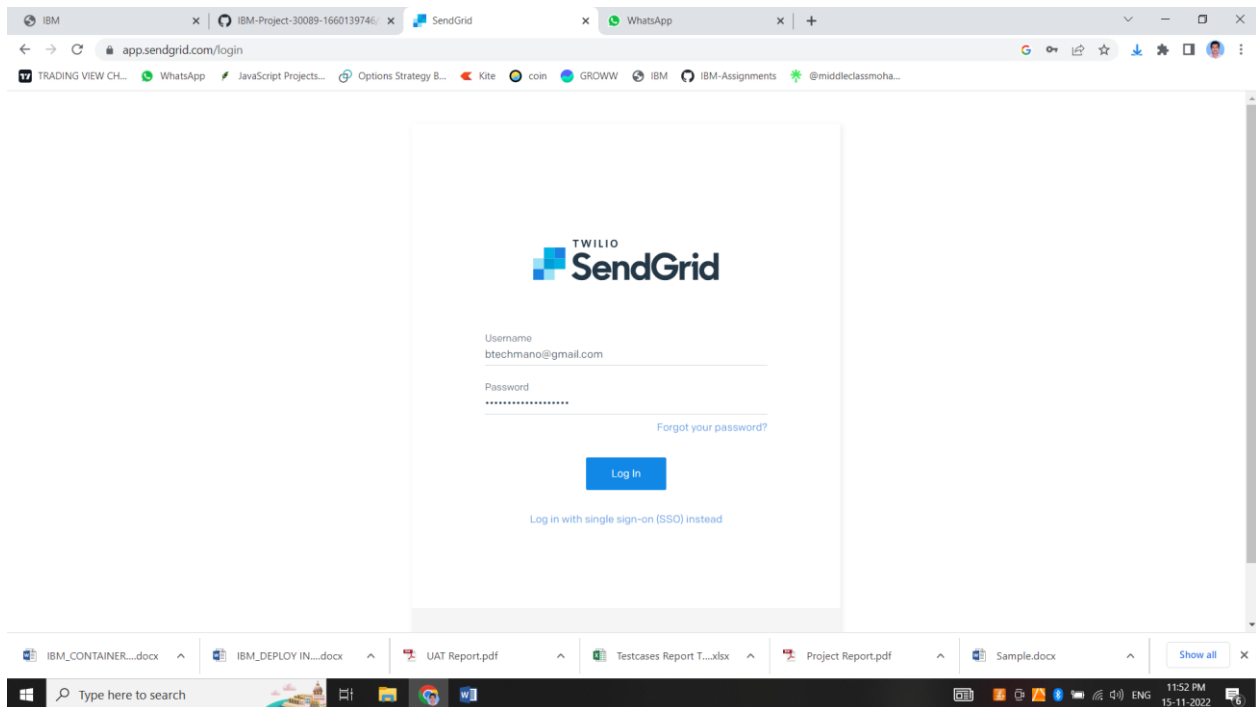 IBM
IBM-Project-30089-1660139746/
SendGrid
WhatsApp
app.sendgrid.com/login
TRADING VIEW CH...
WhatsApp
JavaScript Projects...
Options Strategy B...
Kite
coin
GROWW
IBM
IBM-Assignments
@middleclassmoha...
TWILIO
SendGrid
Username
btechmano@gmail.com
Password
Forgot your password?
Log In
Log in with single sign-on (SSO) instead
IBM_CONTAINER....docx
IBM_DEPLOY IN....docx
UAT Report.pdf
Testcases Report T....xlsx
Project Report.pdf
Sample.docx
Show all
Type here to search
ENG
11:52 PM
15-11-2022
6